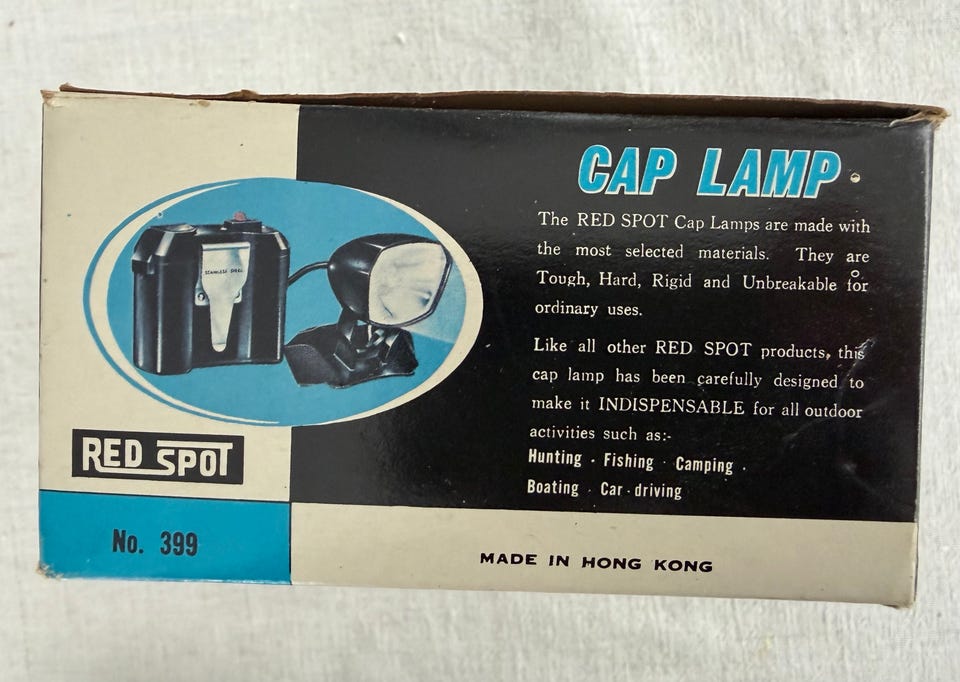 CAP LAMP
The RED SPOT Cap Lamps are made with
the most selected materials. They are
Tough, Hard, Rigid and Unbreakable for
ordinary uses.
Like all other RED SPOT products, this
cap lamp has been carefully designed to
make it INDISPENSABLE for all outdoor
activities such as:-
Hunting · Fishing · Camping ·
Boating · Car · driving
STAINLESS STEEL
RED SPOT
No. 399
MADE IN HONG KONG